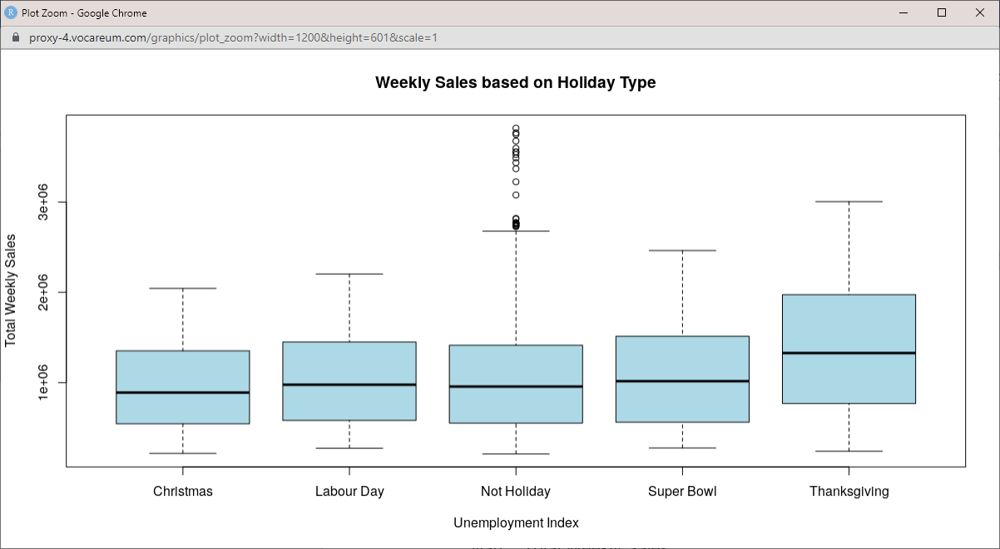 R Plot Zoom - Google Chrome
proxy-4.vocareum.com/graphics/plot_zoom?width=1200&height=601&scale=1
Weekly Sales based on Holiday Type
Total Weekly Sales
3e+06
2e+06
1e+06
Christmas Labour Day Not Holiday Super Bowl Thanksgiving
Unemployment Index